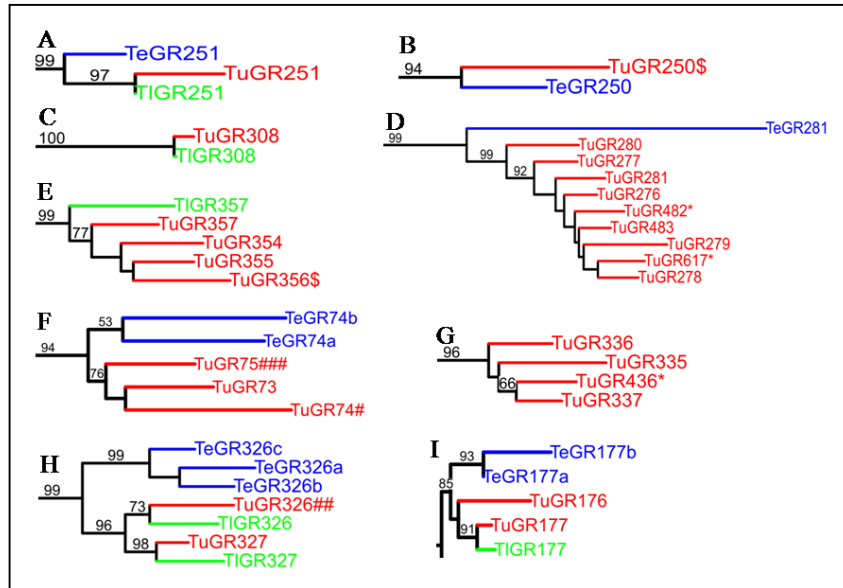 A
99
TeGR251
97
TuGR251
TlGR251
B
94
TuGR250$
TeGR250
C
100
TuGR308
TlGR308
D
99
TeGR281
99
TuGR280
92
TuGR277
TuGR281
TuGR276
TuGR482*
TuGR483
TuGR279
TuGR617*
TuGR278
E
99
TlGR357
77
TuGR357
TuGR354
TuGR355
TuGR356$
F
94
53
TeGR74b
TeGR74a
76
TuGR75###
TuGR73
TuGR74#
G
96
TuGR336
TuGR335
66
TuGR436*
TuGR337
H
99
99
TeGR326c
TeGR326a
TeGR326b
96
73
TuGR326##
TlGR326
98
TuGR327
TlGR327
I
85
93
TeGR177b
TeGR177a
TuGR176
91
TuGR177
TlGR177